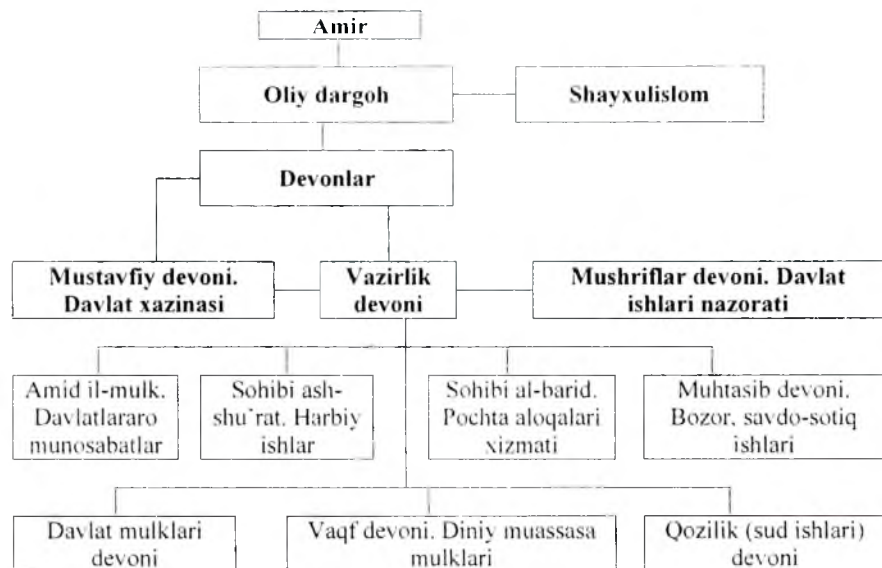 Amir
Oliy dargoh
Shayxulislom
Devonlar
Mustavfiy devoni.
Davlat xazinasi
Vazirlik
devoni
Mushriflar devoni. Davlat
ishlari nazorati
Amid il-mulk.
Davlatlararo
munosabatlar
Sohibi ash-
shu`rat. Harbiy
ishlar
Sohibi al-barid.
Pochta aloqalari
xizmati
Muhtasib devoni.
Bozor, savdo-sotiq
ishlari
Davlat mulklari
devoni
Vaqf devoni. Diniy muassasa
mulklari
Qozilik (sud ishlari)
devoni